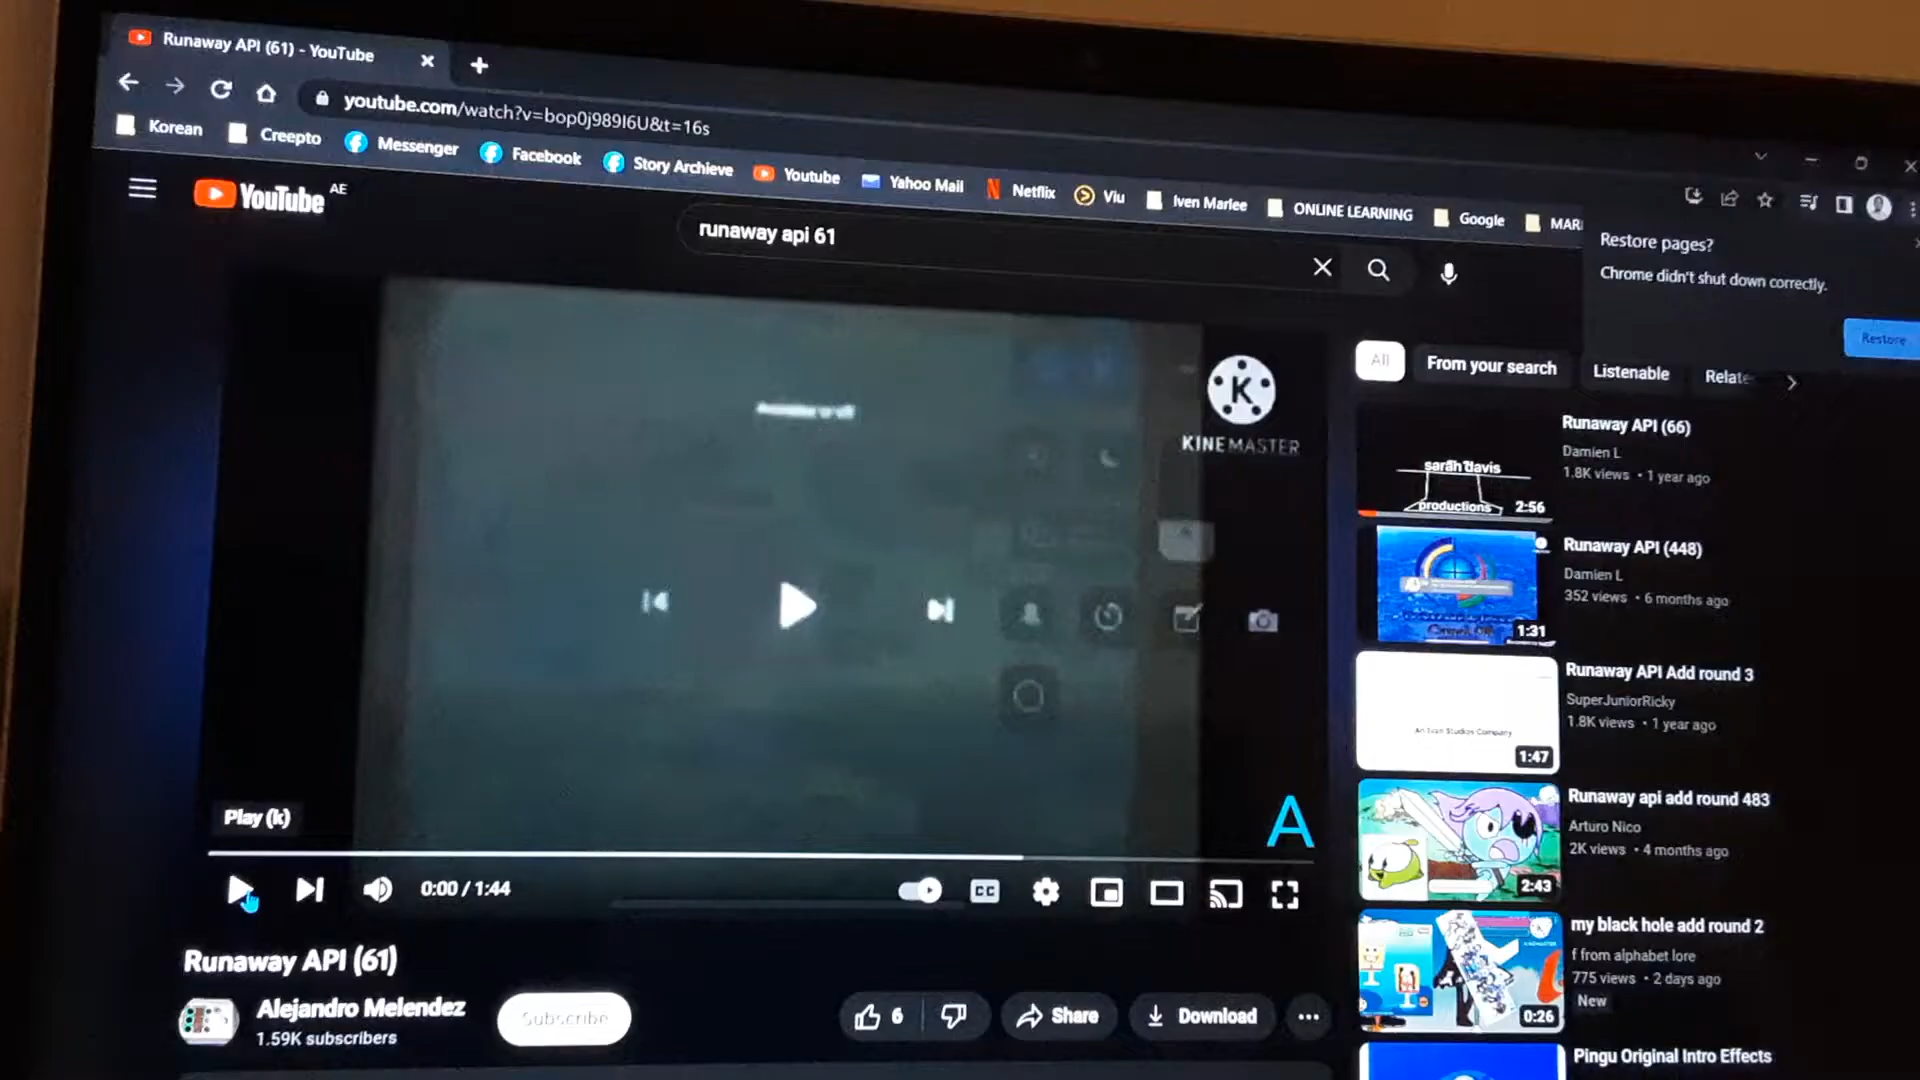 Runaway API (61) - YouTube
youtube.com/watch?v=bop0j989I6U&t=16s
Korean Creepto Messenger Facebook Story Archieve Youtube Yahoo Mail Netflix Viu Iven Marlee ONLINE LEARNING Google MARI
YouTube AE
runaway api 61
Restore pages?
Chrome didn't shut down correctly.
Restore
K
KINEMASTER
A
Play (k)
0:00 / 1:44
CC
Runaway API (61)
Alejandro Melendez
1.59K subscribers
Subscribe
6
Share
Download
All From your search Listenable Relate
sarah davis
productions
2:56
Runaway API (66)
Damien L
1.8K views • 1 year ago
1:31
Runaway API (448)
Damien L
352 views • 6 months ago
An Ivan Studios Company
1:47
Runaway API Add round 3
SuperJuniorRicky
1.8K views • 1 year ago
2:43
Runaway api add round 483
Arturo Nico
2K views • 4 months ago
0:26
my black hole add round 2
f from alphabet lore
775 views • 2 days ago
New
Pingu Original Intro Effects